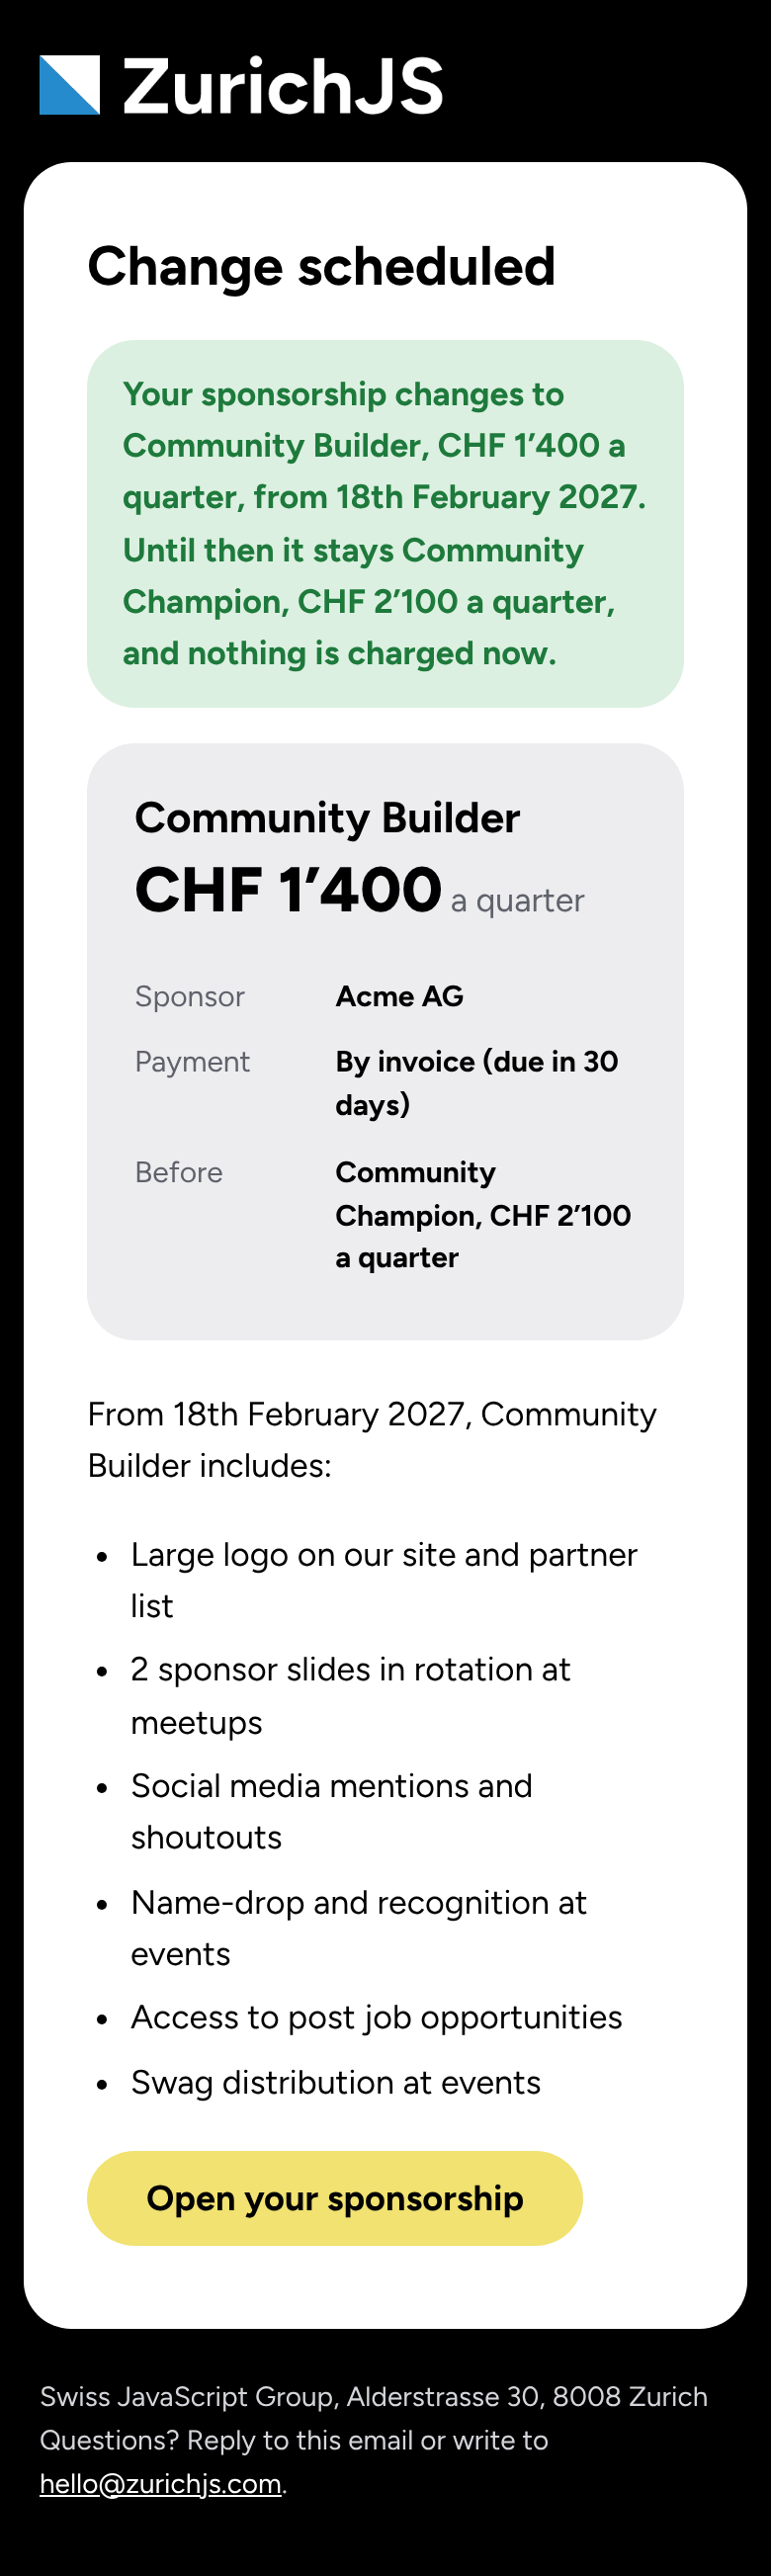 ZurichJS
Change scheduled
Your sponsorship changes to
Community Builder, CHF 1’400 a
quarter, from 18th February 2027.
Until then it stays Community
Champion, CHF 2’100 a quarter,
and nothing is charged now.
Community Builder
CHF 1’400 a quarter
Sponsor Acme AG
Payment By invoice (due in 30
days)
Before Community
Champion, CHF 2’100
a quarter
From 18th February 2027, Community
Builder includes:
• Large logo on our site and partner
list
• 2 sponsor slides in rotation at
meetups
• Social media mentions and
shoutouts
• Name-drop and recognition at
events
• Access to post job opportunities
• Swag distribution at events
Open your sponsorship
Swiss JavaScript Group, Alderstrasse 30, 8008 Zurich
Questions? Reply to this email or write to
hello@zurichjs.com.